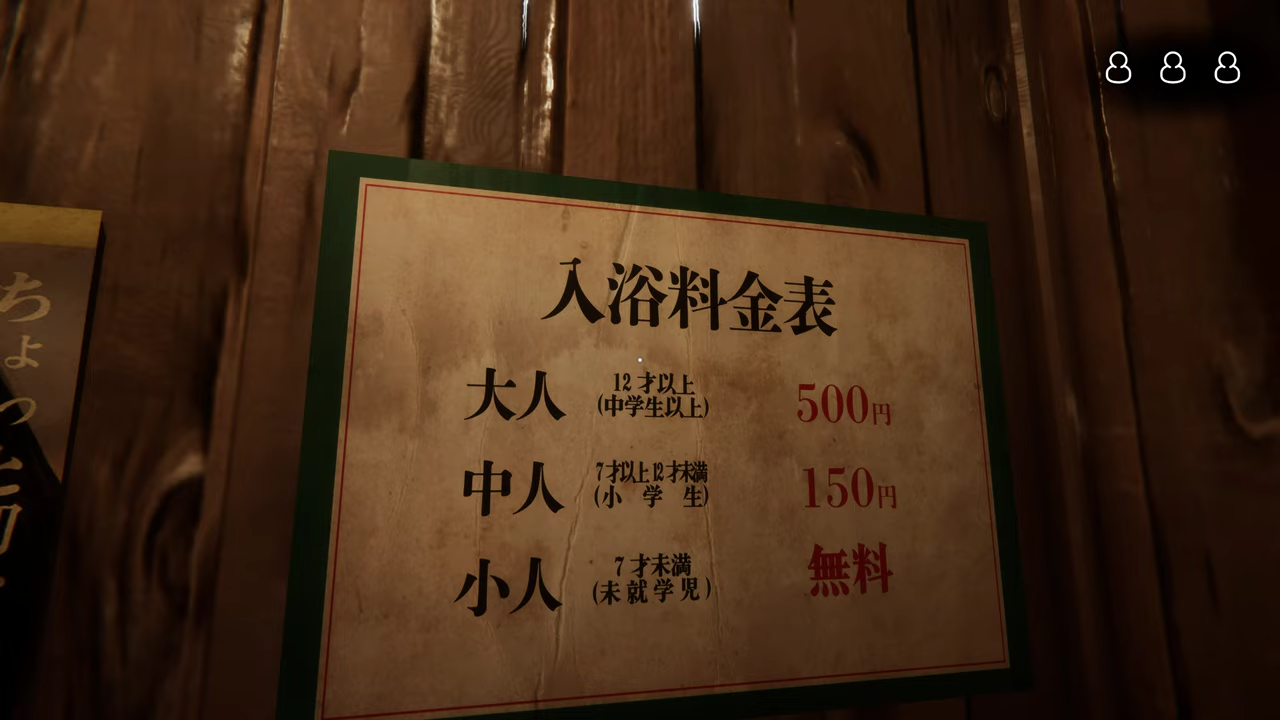 ちょっと
入浴料金表
大人 12才以上 500円
(中学生以上)
中人 7才以上12才未満 150円
(小学生)
小人 7才未満 無料
(未就学児)